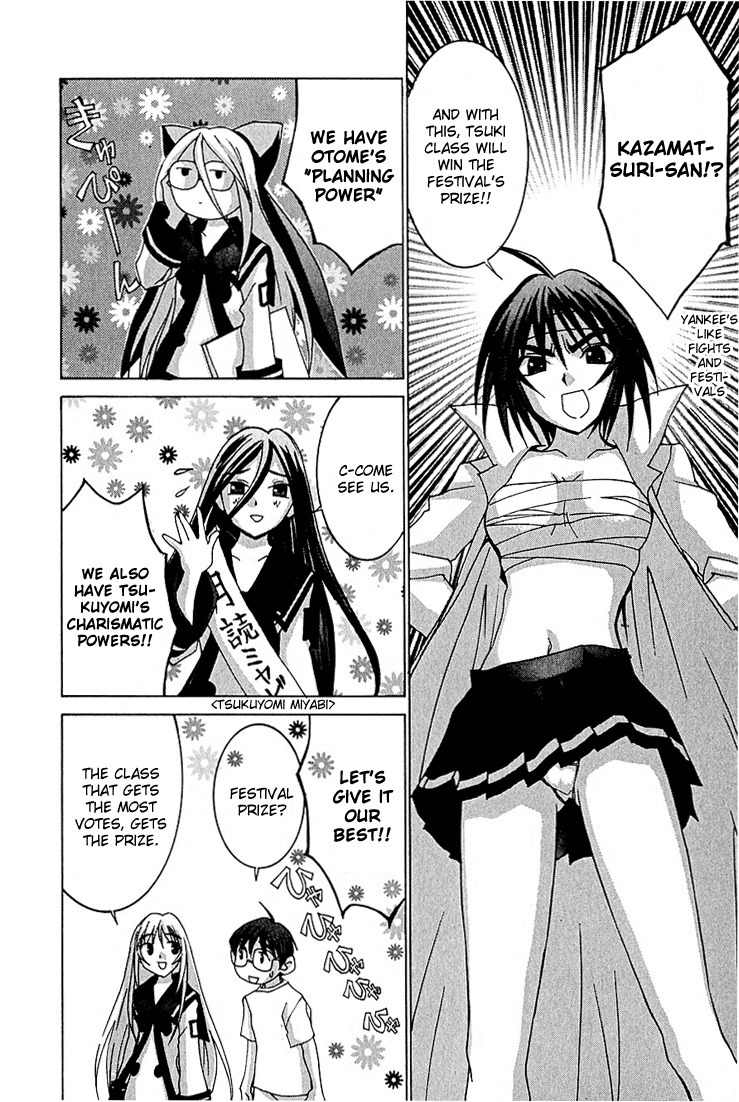 KAZAMAT-
SURI-SAN!?
AND WITH
THIS, TSUKI
CLASS WILL
WIN THE
FESTIVAL'S
PRIZE!!
YANKEE'S
LIKE
FIGHTS
AND
FESTI-
VALS
WE HAVE
OTOME'S
"PLANNING
POWER"
きゅぴーん
C-COME
SEE US.
WE ALSO
HAVE TSU-
KUYOMI'S
CHARISMATIC
POWERS!!
月読ミヤビ
<TSUKUYOMI MIYABI>
LET'S
GIVE IT
OUR
BEST!!
FESTIVAL
PRIZE?
THE CLASS
THAT GETS
THE MOST
VOTES, GETS
THE PRIZE.